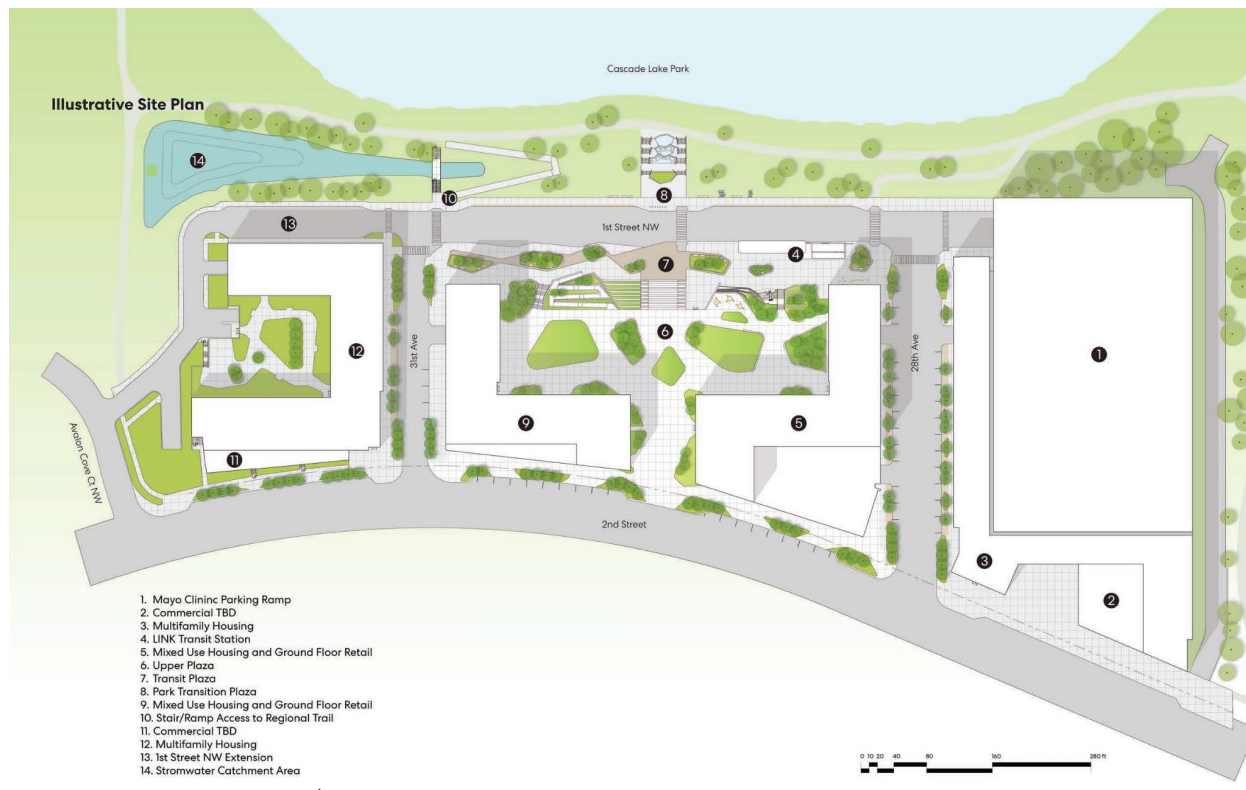 Cascade Lake Park
Illustrative Site Plan
14
10
8
13
1st Street NW
4
7
6
1
12
31st Ave
28th Ave
9
5
11
Avalon Cove Ct NW
2nd Street
3
2
1. Mayo Clininc Parking Ramp
2. Commercial TBD
3. Multifamily Housing
4. LINK Transit Station
5. Mixed Use Housing and Ground Floor Retail
6. Upper Plaza
7. Transit Plaza
8. Park Transition Plaza
9. Mixed Use Housing and Ground Floor Retail
10. Stair/Ramp Access to Regional Trail
11. Commercial TBD
12. Multifamily Housing
13. 1st Street NW Extension
14. Stromwater Catchment Area
0 10 20 40 80 160 280 ft